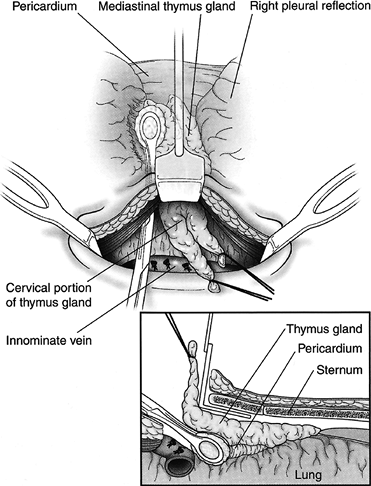 Pericardium Mediastinal thymus gland Right pleural reflection
Cervical portion
of thymus gland
Innominate vein
Thymus gland
Pericardium
Sternum
Lung